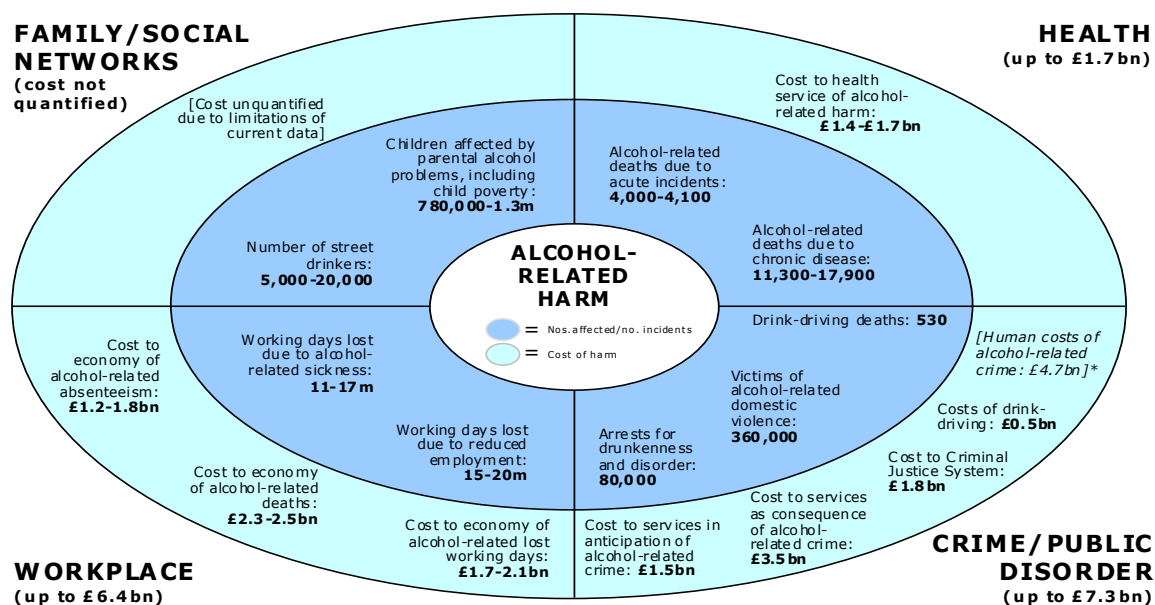 FAMILY/SOCIAL
NETWORKS
(cost not
quantified)
[Cost unquantified
due to limitations of
current data]
Children affected by
parental alcohol
problems, including
child poverty:
780,000-1.3m
Number of street
drinkers:
5,000-20,000
HEALTH
(up to £1.7bn)
Cost to health
service of alcohol-
related harm:
£1.4-£1.7bn
Alcohol-related
deaths due to
acute incidents:
4,000-4,100
Alcohol-related
deaths due to
chronic disease:
11,300-17,900
ALCOHOL-
RELATED
HARM
= Nos.affected/no. incidents
= Cost of harm
Working days lost
due to alcohol-
related sickness:
11-17m
Working days lost
due to reduced
employment:
15-20m
Cost to
economy of
alcohol-related
absenteeism:
£1.2-1.8bn
Cost to economy
of alcohol-related
deaths:
£2.3-2.5bn
Cost to economy of
alcohol-related lost
working days:
£1.7-2.1bn
WORKPLACE
(up to £6.4bn)
Drink-driving deaths: 530
Victims of
alcohol-related
domestic
violence:
360,000
Arrests for
drunkenness
and disorder:
80,000
[Human costs of
alcohol-related
crime: £4.7bn]*
Costs of drink-
driving: £0.5bn
Cost to Criminal
Justice System:
£1.8bn
Cost to services
as consequence
of alcohol-
related crime:
£3.5bn
Cost to services in
anticipation of
alcohol-related
crime: £1.5bn
CRIME/PUBLIC
DISORDER
(up to £7.3bn)